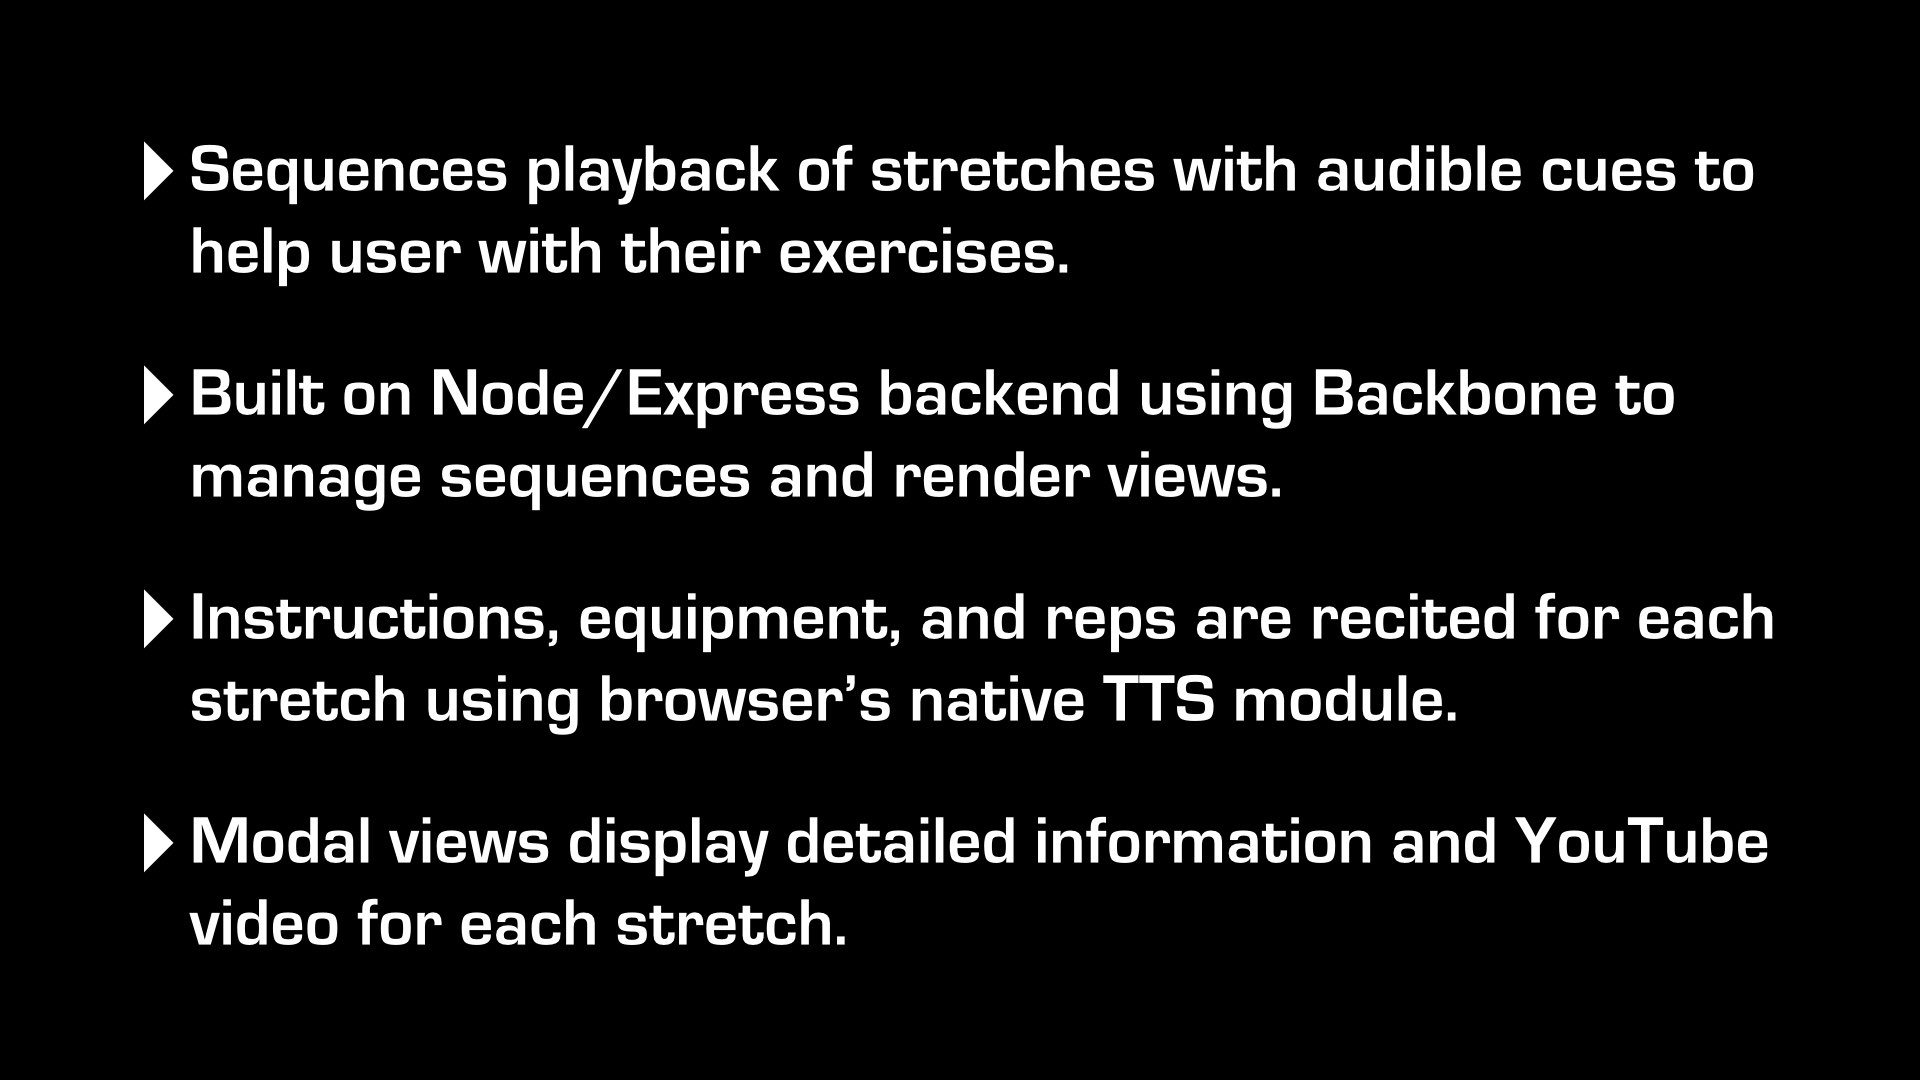 Sequences playback of stretches with audible cues to
help user with their exercises.
Built on Node/Express backend using Backbone to
manage sequences and render views.
Instructions, equipment, and reps are recited for each
stretch using browser’s native TTS module.
Modal views display detailed information and YouTube
video for each stretch.